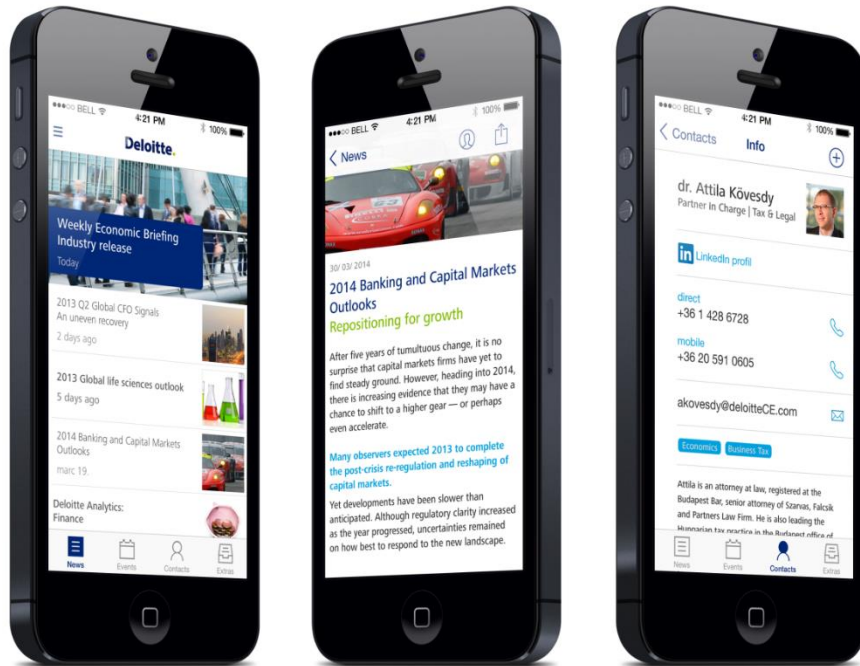 ●●●○○ BELL
4:21 PM
100%
Deloitte.
Weekly Economic Briefing
Industry release
Today
2013 Q2 Global CFO Signals
An uneven recovery
2 days ago
2013 Global life sciences outlook
5 days ago
2014 Banking and Capital Markets
Outlooks
marc 19.
Deloitte Analytics:
Finance
News
Events
Contacts
Extras
●●●○○ BELL
4:21 PM
100%
News
30/ 03/ 2014
2014 Banking and Capital Markets
Outlooks
Repositioning for growth
After five years of tumultuous change, it is no
surprise that capital markets firms have yet to
find steady ground. However, heading into 2014,
there is increasing evidence that they may have a
chance to shift to a higher gear — or perhaps
even accelerate.
Many observers expected 2013 to complete
the post-crisis re-regulation and reshaping of
capital markets.
Yet developments have been slower than
anticipated. Although regulatory clarity increased
as the year progressed, uncertainties remained
on how best to respond to the new landscape.
●●●○○ BELL
4:21 PM
100%
Contacts
Info
dr. Attila Kövesdy
Partner in Charge | Tax & Legal
in LinkedIn profil
direct
+36 1 428 6728
mobile
+36 20 591 0605
akovesdy@deloitteCE.com
Economics
Business Tax
Attila is an attorney at law, registered at the
Budapest Bar, senior attorney of Szarvas, Falcsik
and Partners Law Firm. He is also leading the
Hungarian tax practice in the Budapest office of
News
Events
Contacts
Extras